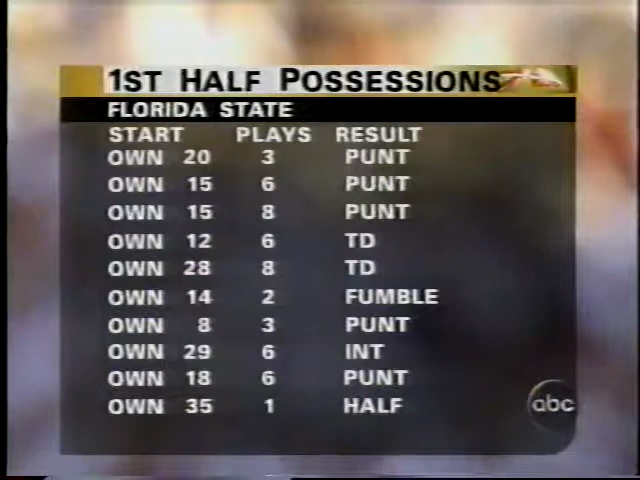 1ST HALF POSSESSIONS
FLORIDA STATE
START PLAYS RESULT
OWN 20 3 PUNT
OWN 15 6 PUNT
OWN 15 8 PUNT
OWN 12 6 TD
OWN 28 8 TD
OWN 14 2 FUMBLE
OWN 8 3 PUNT
OWN 29 6 INT
OWN 18 6 PUNT
OWN 35 1 HALF
abc